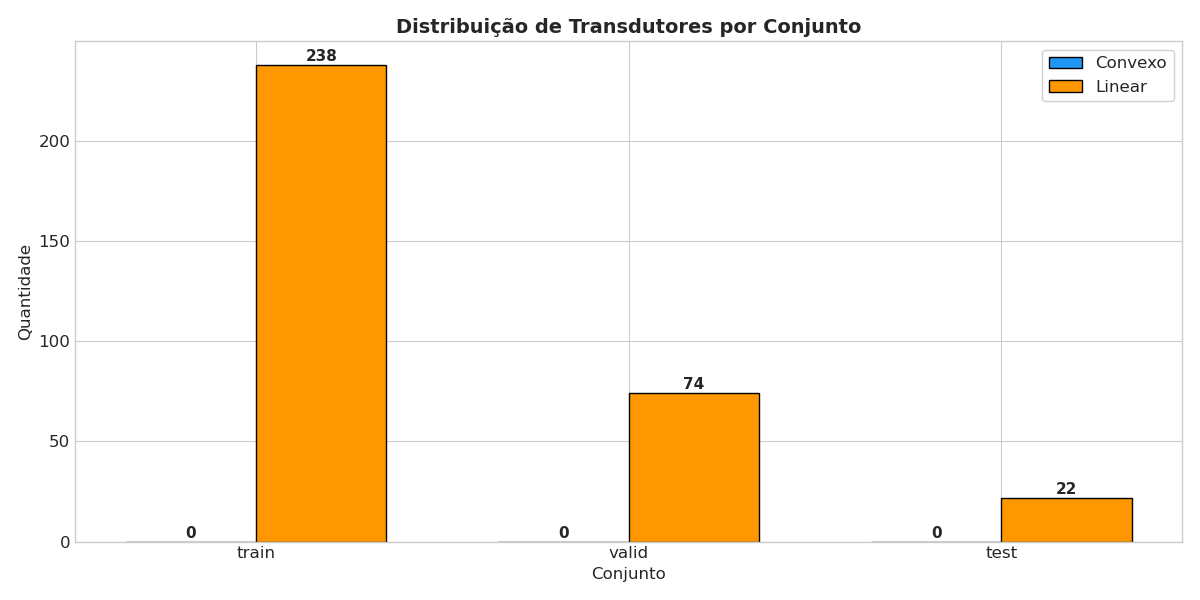 Distribuição de Transdutores por Conjunto
Convexo
Linear
Quantidade
200
150
100
50
0
238
74
22
0
0
0
train
valid
test
Conjunto